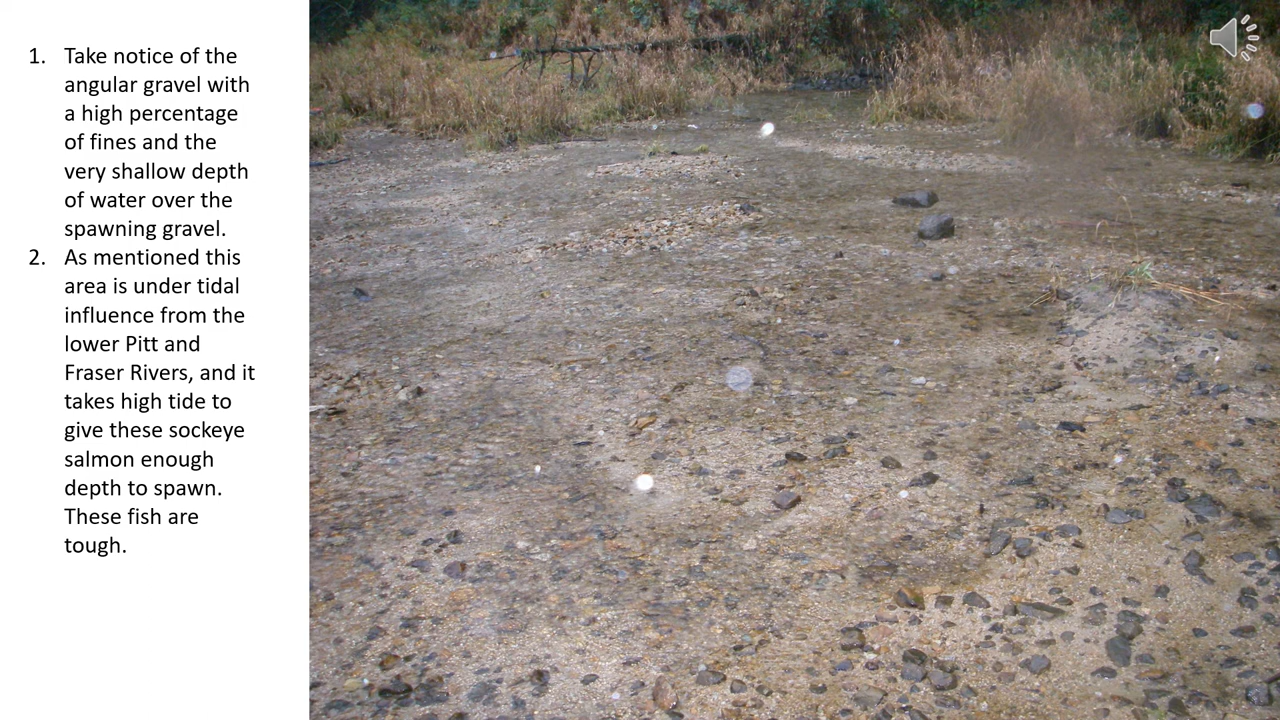 1. Take notice of the
angular gravel with
a high percentage
of fines and the
very shallow depth
of water over the
spawning gravel.
2. As mentioned this
area is under tidal
influence from the
lower Pitt and
Fraser Rivers, and it
takes high tide to
give these sockeye
salmon enough
depth to spawn.
These fish are
tough.